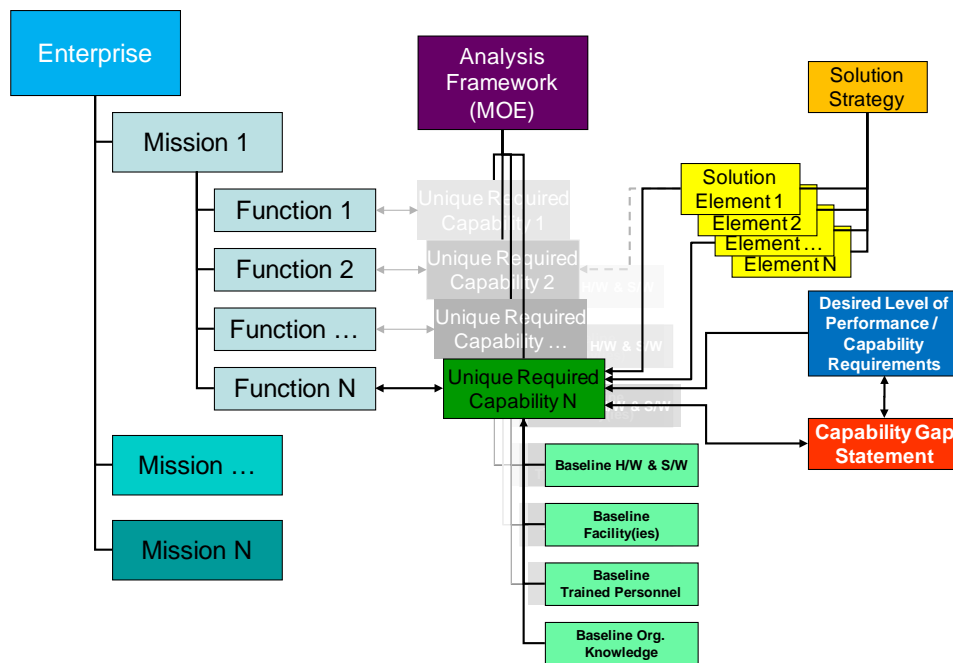 Enterprise
Analysis
Framework
(MOE)
Solution
Strategy
Mission 1
Function 1
Unique Required
Capability 1
Solution
Element 1
Element 2
Element …
Element N
Function 2
Unique Required
Capability 2
H/W & S/W
Function …
Unique Required
Capability …
H/W & S/W
Desired Level of
Performance /
Capability
Requirements
Function N
Unique Required
Capability N
W & S/W
Capability Gap
Statement
Mission …
Baseline H/W & S/W
Mission N
Baseline
Facility(ies)
Baseline
Trained Personnel
Baseline Org.
Knowledge